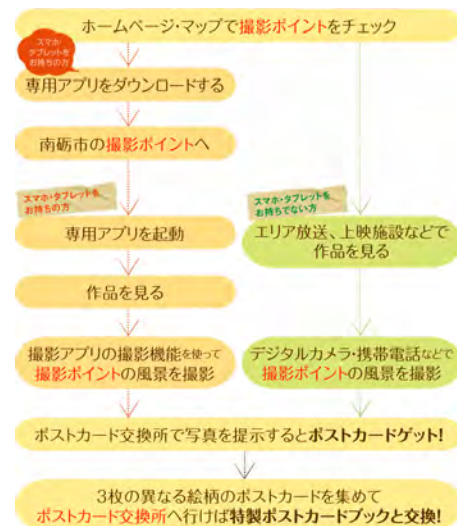 ホームページ・マップで撮影ポイントをチェック
スマホ・
タブレットを
お持ちの方
専用アプリをダウンロードする
南砺市の撮影ポイントへ
スマホ・タブレットを
お持ちの方
専用アプリを起動
作品を見る
撮影アプリの撮影機能を使って
撮影ポイントの風景を撮影
スマホ・タブレットを
お持ちでない方
エリア放送、上映施設などで
作品を見る
デジタルカメラ・携帯電話などで
撮影ポイントの風景を撮影
ポストカード交換所で写真を提示するとポストカードゲット!
3枚の異なる絵柄のポストカードを集めて
ポストカード交換所へ行けば特製ポストカードブックと交換!